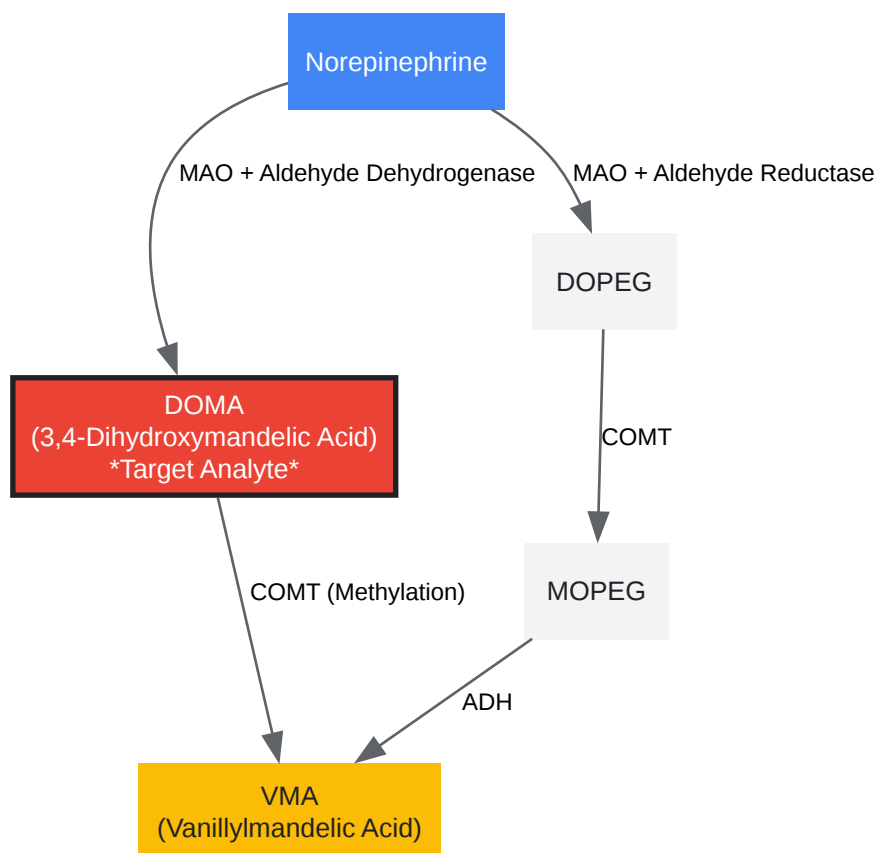 Norepinephrine
MAO + Aldehyde Dehydrogenase
MAO + Aldehyde Reductase
DOPEG
DOMA
(3,4-Dihydroxymandelic Acid)
*Target Analyte*
COMT
COMT (Methylation)
MOPEG
ADH
VMA
(Vanillylmandelic Acid)